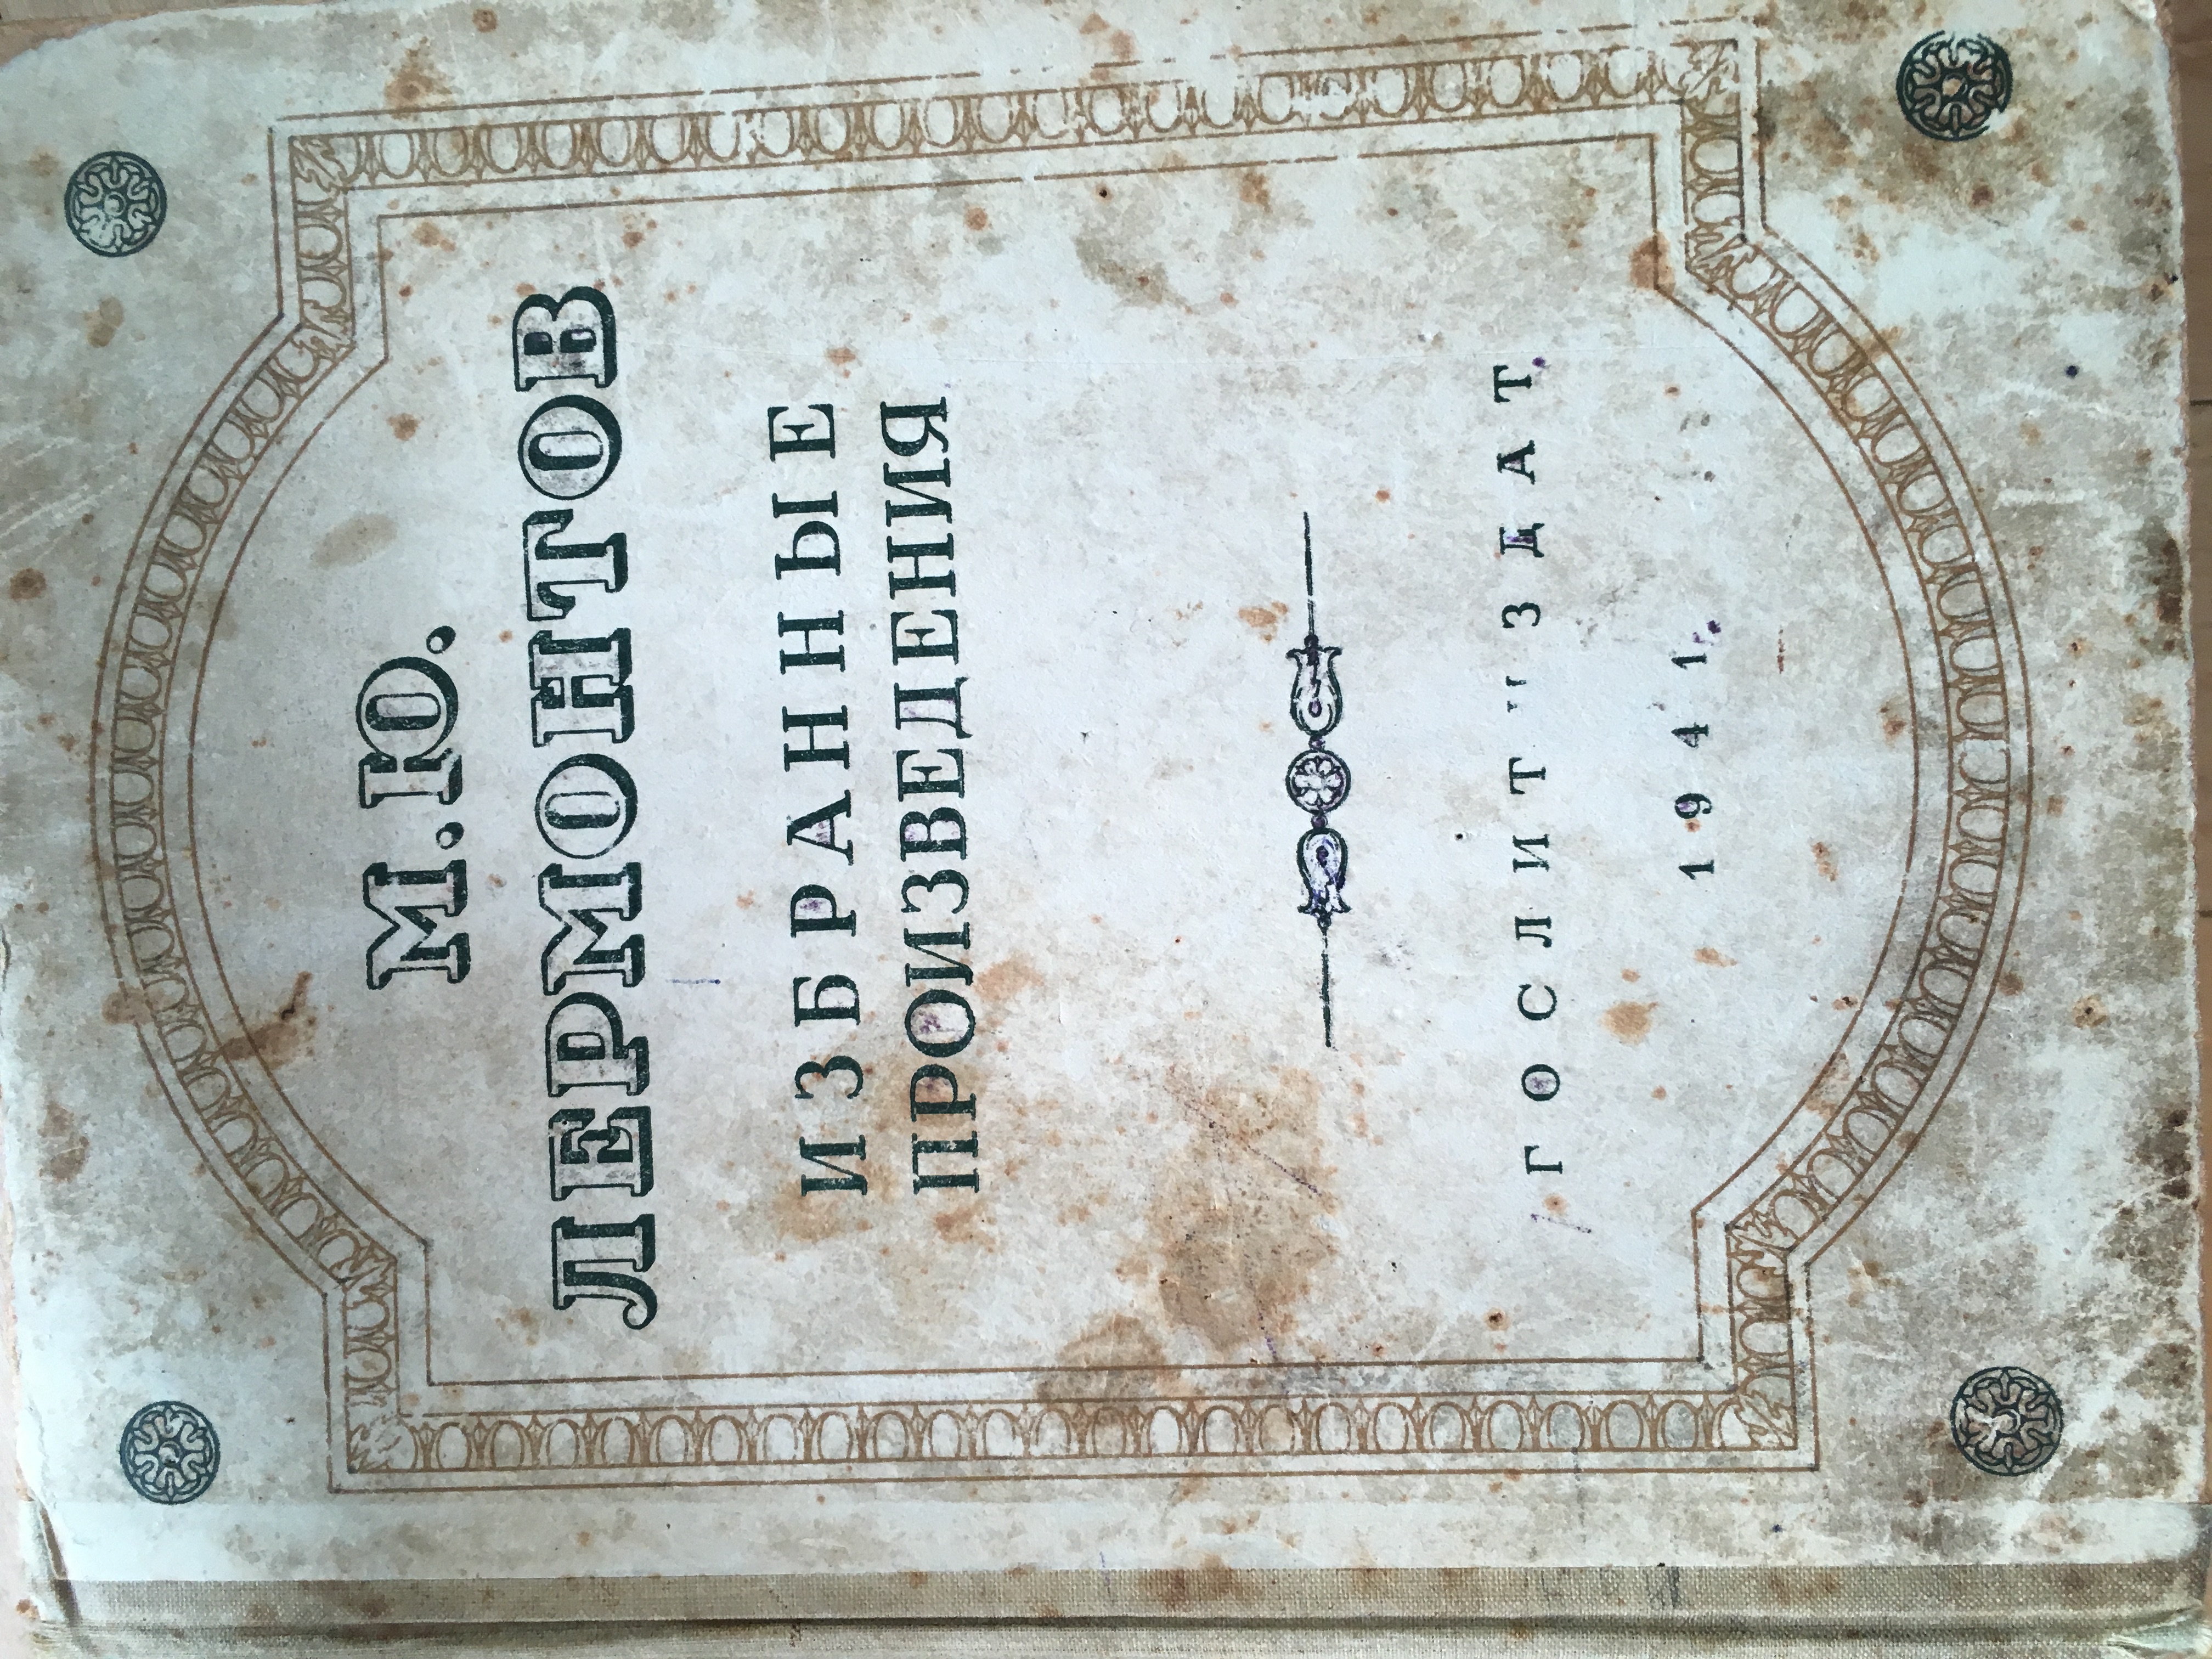 М.Ю.
ЛЕРМОНТОВ
ИЗБРАННЫЕ
ПРОИЗВЕДЕНИЯ
ГОСЛИТИЗДАТ
1941